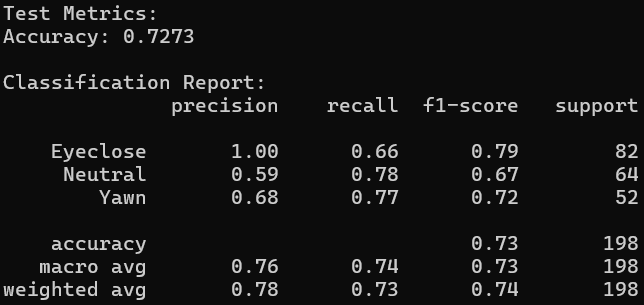 Test Metrics:
Accuracy: 0.7273
Classification Report:
precision recall f1-score support
Eyeclose 1.00 0.66 0.79 82
Neutral 0.59 0.78 0.67 64
Yawn 0.68 0.77 0.72 52
accuracy 0.73 198
macro avg 0.76 0.74 0.73 198
weighted avg 0.78 0.73 0.74 198